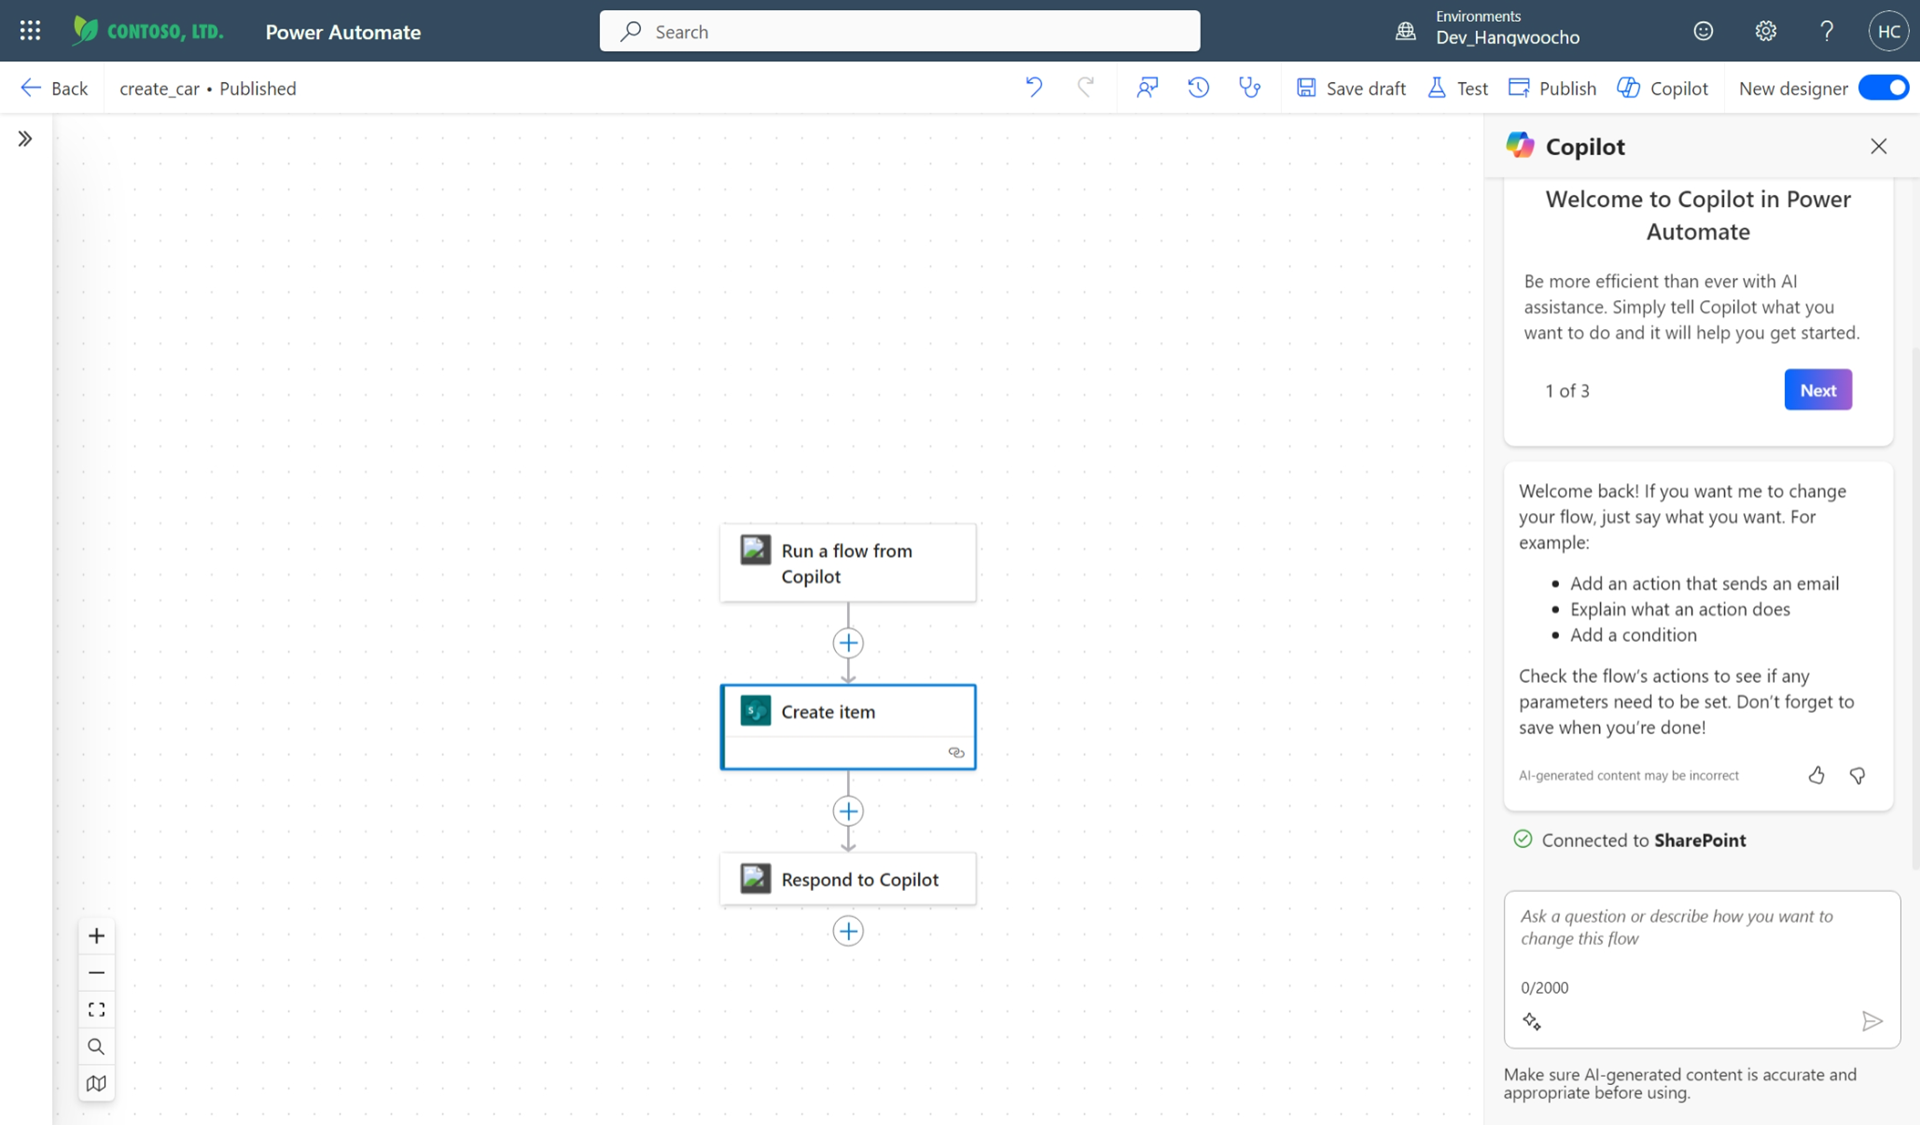 CONTOSO, LTD.
Power Automate
Search
Environments
Dev_Hangwoocho
HC
Back
create_car • Published
Save draft
Test
Publish
Copilot
New designer
Copilot
Welcome to Copilot in Power
Automate
Be more efficient than ever with AI
assistance. Simply tell Copilot what you
want to do and it will help you get started.
1 of 3
Next
Welcome back! If you want me to change
your flow, just say what you want. For
example:
• Add an action that sends an email
• Explain what an action does
• Add a condition
Check the flow’s actions to see if any
parameters need to be set. Don’t forget to
save when you’re done!
AI-generated content may be incorrect
Connected to SharePoint
Ask a question or describe how you want to
change this flow
0/2000
Make sure AI-generated content is accurate and
appropriate before using.
Run a flow from
Copilot
S
Create item
Respond to Copilot